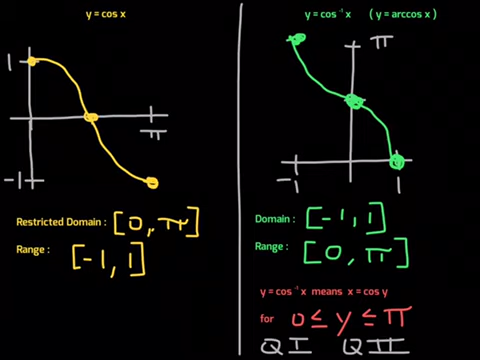 y = cos x
1
π
-1
Restricted Domain : [0, π]
Range : [-1, 1]
y = cos⁻¹ x ( y = arccos x )
π
-1 1
Domain : [-1, 1]
Range : [0, π]
y = cos⁻¹ x means x = cos y
for 0 ≤ y ≤ π
Q I Q II